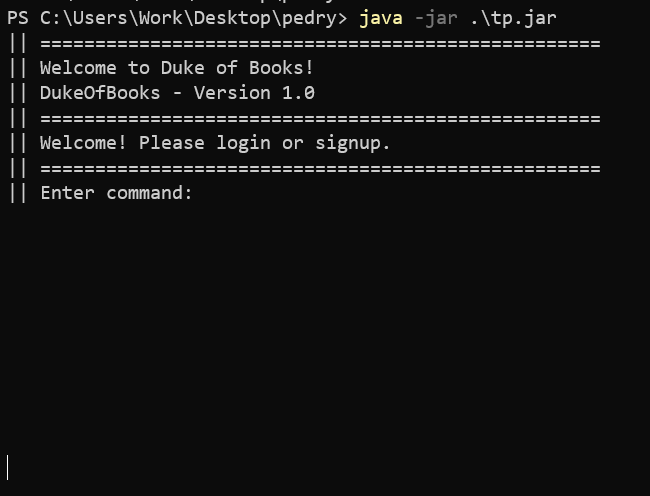 PS C:\Users\Work\Desktop\pedry> java -jar .\tp.jar
|| ===================================================
|| Welcome to Duke of Books!
|| DukeOfBooks - Version 1.0
|| ===================================================
|| Welcome! Please login or signup.
|| ===================================================
|| Enter command: